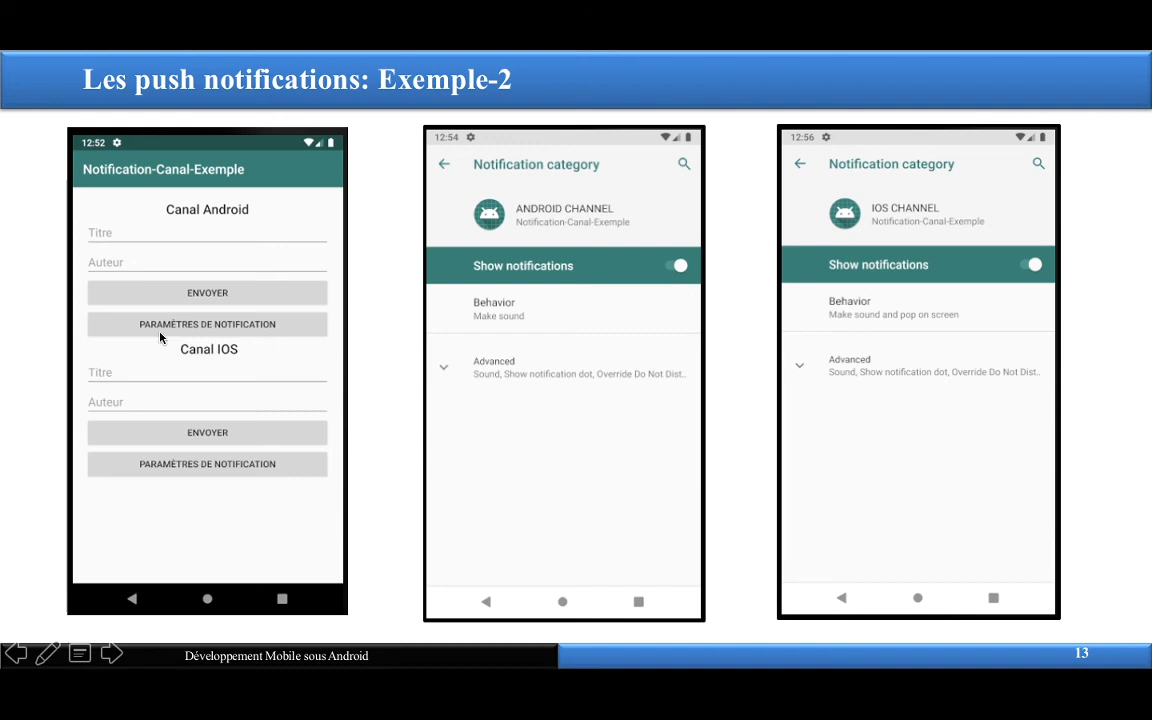 Les push notifications: Exemple-2
12:52
Notification-Canal-Exemple
Canal Android
Titre
Auteur
ENVOYER
PARAMÈTRES DE NOTIFICATION
Canal IOS
Titre
Auteur
ENVOYER
PARAMÈTRES DE NOTIFICATION
12:54
Notification category
ANDROID CHANNEL
Notification-Canal-Exemple
Show notifications
Behavior
Make sound
Advanced
Sound, Show notification dot, Override Do Not Dist..
12:56
Notification category
IOS CHANNEL
Notification-Canal-Exemple
Show notifications
Behavior
Make sound and pop on screen
Advanced
Sound, Show notification dot, Override Do Not Dist..
Développement Mobile sous Android
13